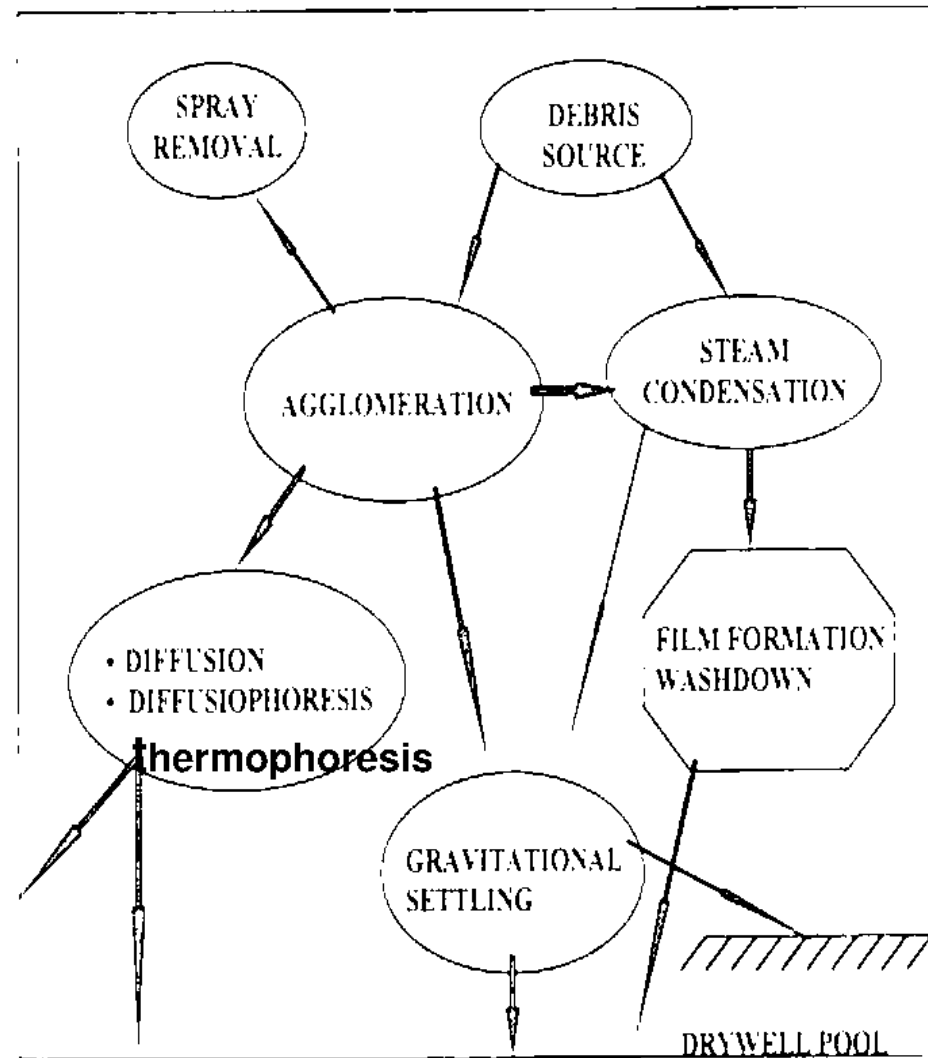 SPRAY
REMOVAL
DEBRIS
SOURCE
AGGLOMERATION
STEAM
CONDENSATION
• DIFFUSION
• DIFFUSIOPHORESIS
thermophoresis
FILM FORMATION
WASHDOWN
GRAVITATIONAL
SETTLING
DRYWELL POOL